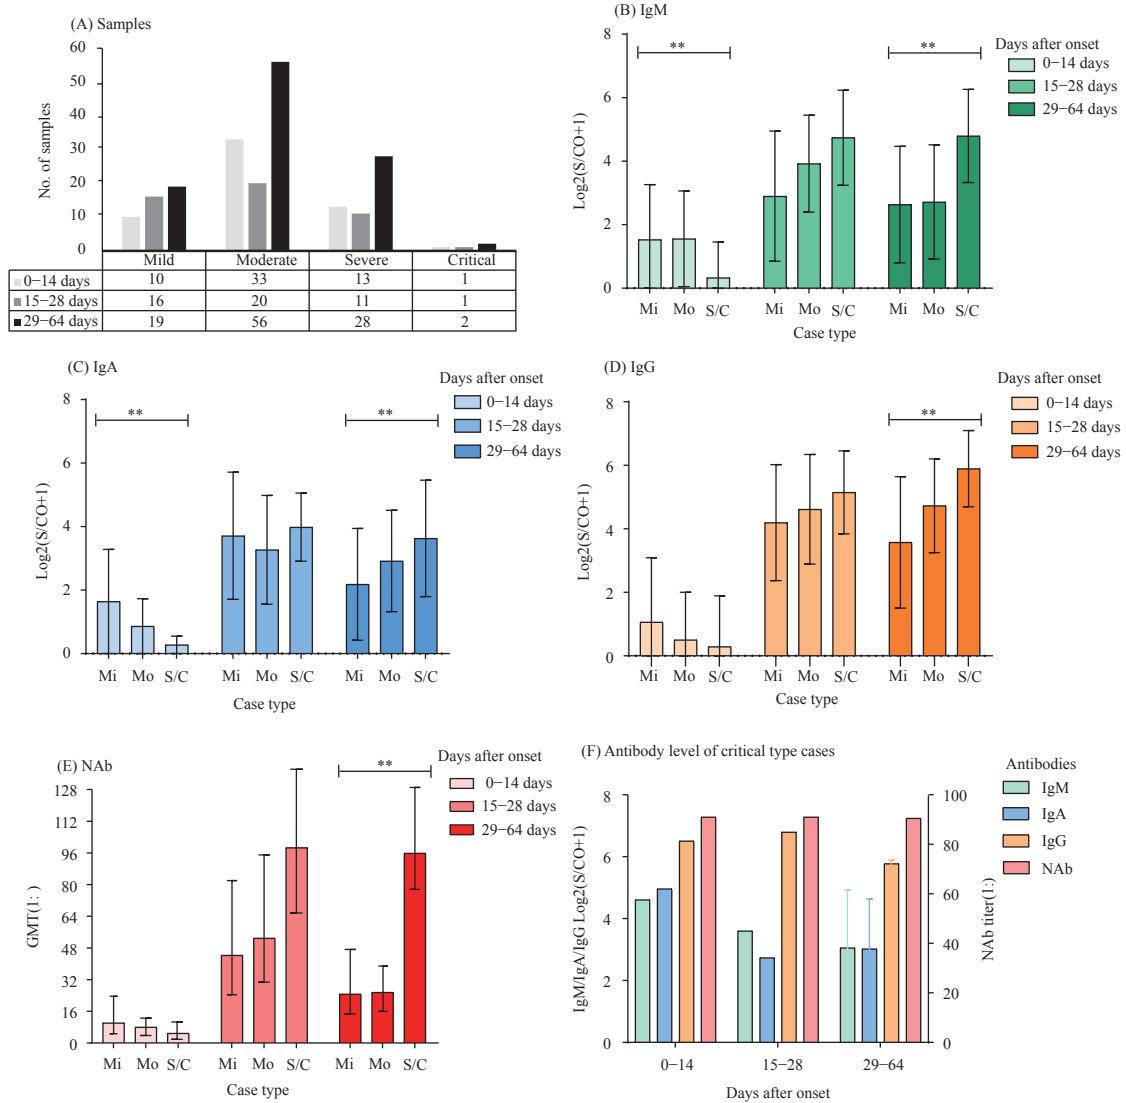 (A) Samples
60
50
40
30
20
10
0
No. of samples
Mild Moderate Severe Critical
0−14 days 10 33 13 1
15−28 days 16 20 11 1
29−64 days 19 56 28 2
(B) IgM
8
6
4
2
0
Log2(S/CO+1)
** **
Days after onset
0−14 days
15−28 days
29−64 days
Mi Mo S/C Mi Mo S/C Mi Mo S/C
Case type
(C) IgA
8
6
4
2
0
Log2(S/CO+1)
** **
Days after onset
0−14 days
15−28 days
29−64 days
Mi Mo S/C Mi Mo S/C Mi Mo S/C
Case type
(D) IgG
8
6
4
2
0
Log2(S/CO+1)
**
Days after onset
0−14 days
15−28 days
29−64 days
Mi Mo S/C Mi Mo S/C Mi Mo S/C
Case type
(E) NAb
128
112
96
80
64
48
32
16
0
GMT(1: )
**
Days after onset
0−14 days
15−28 days
29−64 days
Mi Mo S/C Mi Mo S/C Mi Mo S/C
Case type
(F) Antibody level of critical type cases
8
6
4
2
0
IgM/IgA/IgG Log2(S/CO+1)
100
80
60
40
20
0
NAb titer(1:)
Antibodies
IgM
IgA
IgG
NAb
0−14 15−28 29−64
Days after onset